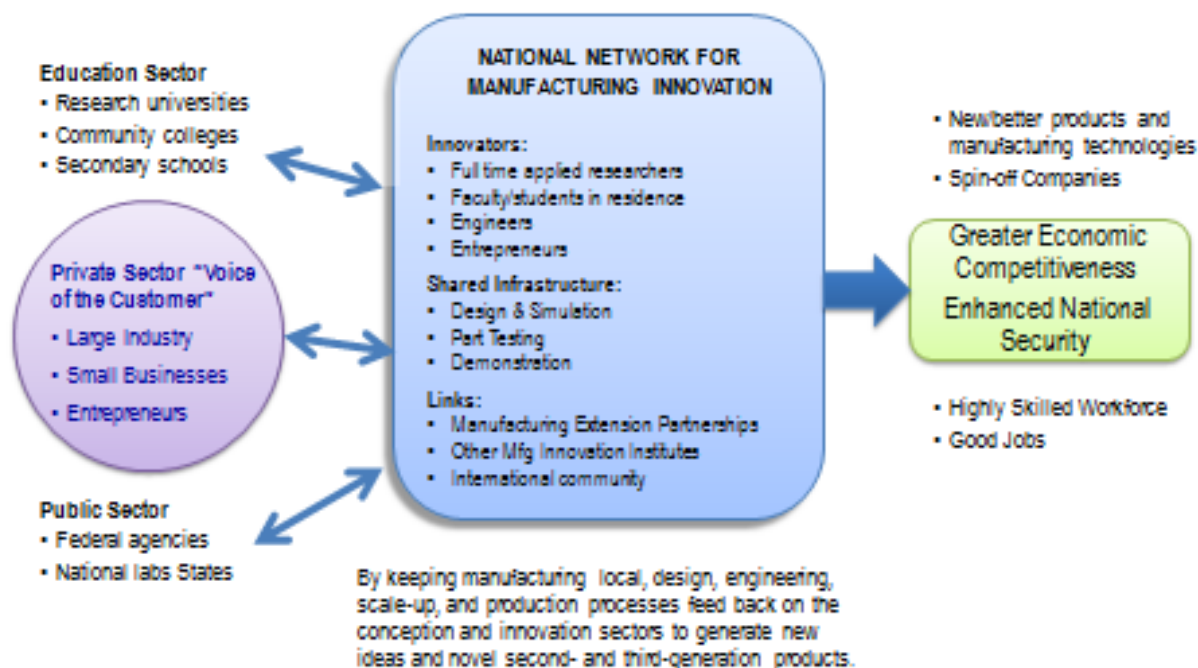 Education Sector
▪ Research universities
▪ Community colleges
▪ Secondary schools
Private Sector "Voice
of the Customer"
▪ Large Industry
▪ Small Businesses
▪ Entrepreneurs
Public Sector
▪ Federal agencies
▪ National labs States
NATIONAL NETWORK FOR
MANUFACTURING INNOVATION
Innovators:
▪ Full time applied researchers
▪ Faculty/students in residence
▪ Engineers
▪ Entrepreneurs
Shared Infrastructure:
▪ Design & Simulation
▪ Part Testing
▪ Demonstration
Links:
▪ Manufacturing Extension Partnerships
▪ Other Mfg Innovation Institutes
▪ International community
▪ New/better products and
manufacturing technologies
▪ Spin-off Companies
Greater Economic
Competitiveness
Enhanced National
Security
▪ Highly Skilled Workforce
▪ Good Jobs
By keeping manufacturing local, design, engineering,
scale-up, and production processes feed back on the
conception and innovation sectors to generate new
ideas and novel second- and third-generation products.